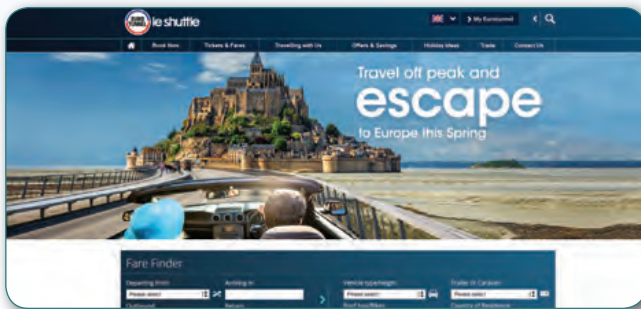 EURO
TUNNEL
le shuttle
My Eurotunnel
Book Now
Tickets & Fares
Travelling with Us
Offers & Savings
Holiday Ideas
Trade
Contact Us
Travel off peak and
escape
to Europe this Spring
Fare Finder
Departing from:
Arriving in:
Vehicle type/height:
Trailer or Caravan:
Please select
Please select
Please select
Outbound
Return
Roof box/Bikes:
Country of Residence